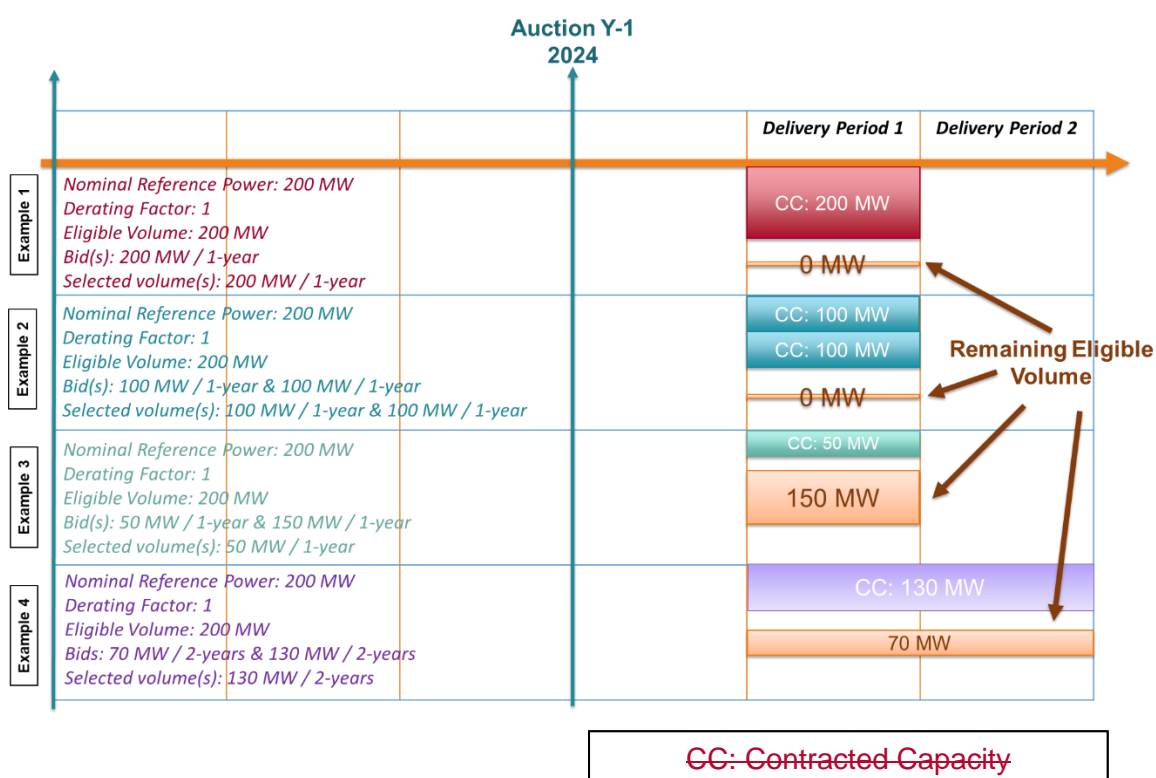 Auction Y-1
2024
Delivery Period 1
Delivery Period 2
Example 1
Nominal Reference Power: 200 MW
Derating Factor: 1
Eligible Volume: 200 MW
Bid(s): 200 MW / 1-year
Selected volume(s): 200 MW / 1-year
CC: 200 MW
0 MW
Example 2
Nominal Reference Power: 200 MW
Derating Factor: 1
Eligible Volume: 200 MW
Bid(s): 100 MW / 1-year & 100 MW / 1-year
Selected volume(s): 100 MW / 1-year & 100 MW / 1-year
CC: 100 MW
CC: 100 MW
0 MW
Remaining Eligible
Volume
Example 3
Nominal Reference Power: 200 MW
Derating Factor: 1
Eligible Volume: 200 MW
Bid(s): 50 MW / 1-year & 150 MW / 1-year
Selected volume(s): 50 MW / 1-year
CC: 50 MW
150 MW
Example 4
Nominal Reference Power: 200 MW
Derating Factor: 1
Eligible Volume: 200 MW
Bids: 70 MW / 2-years & 130 MW / 2-years
Selected volume(s): 130 MW / 2-years
CC: 130 MW
70 MW
CC: Contracted Capacity